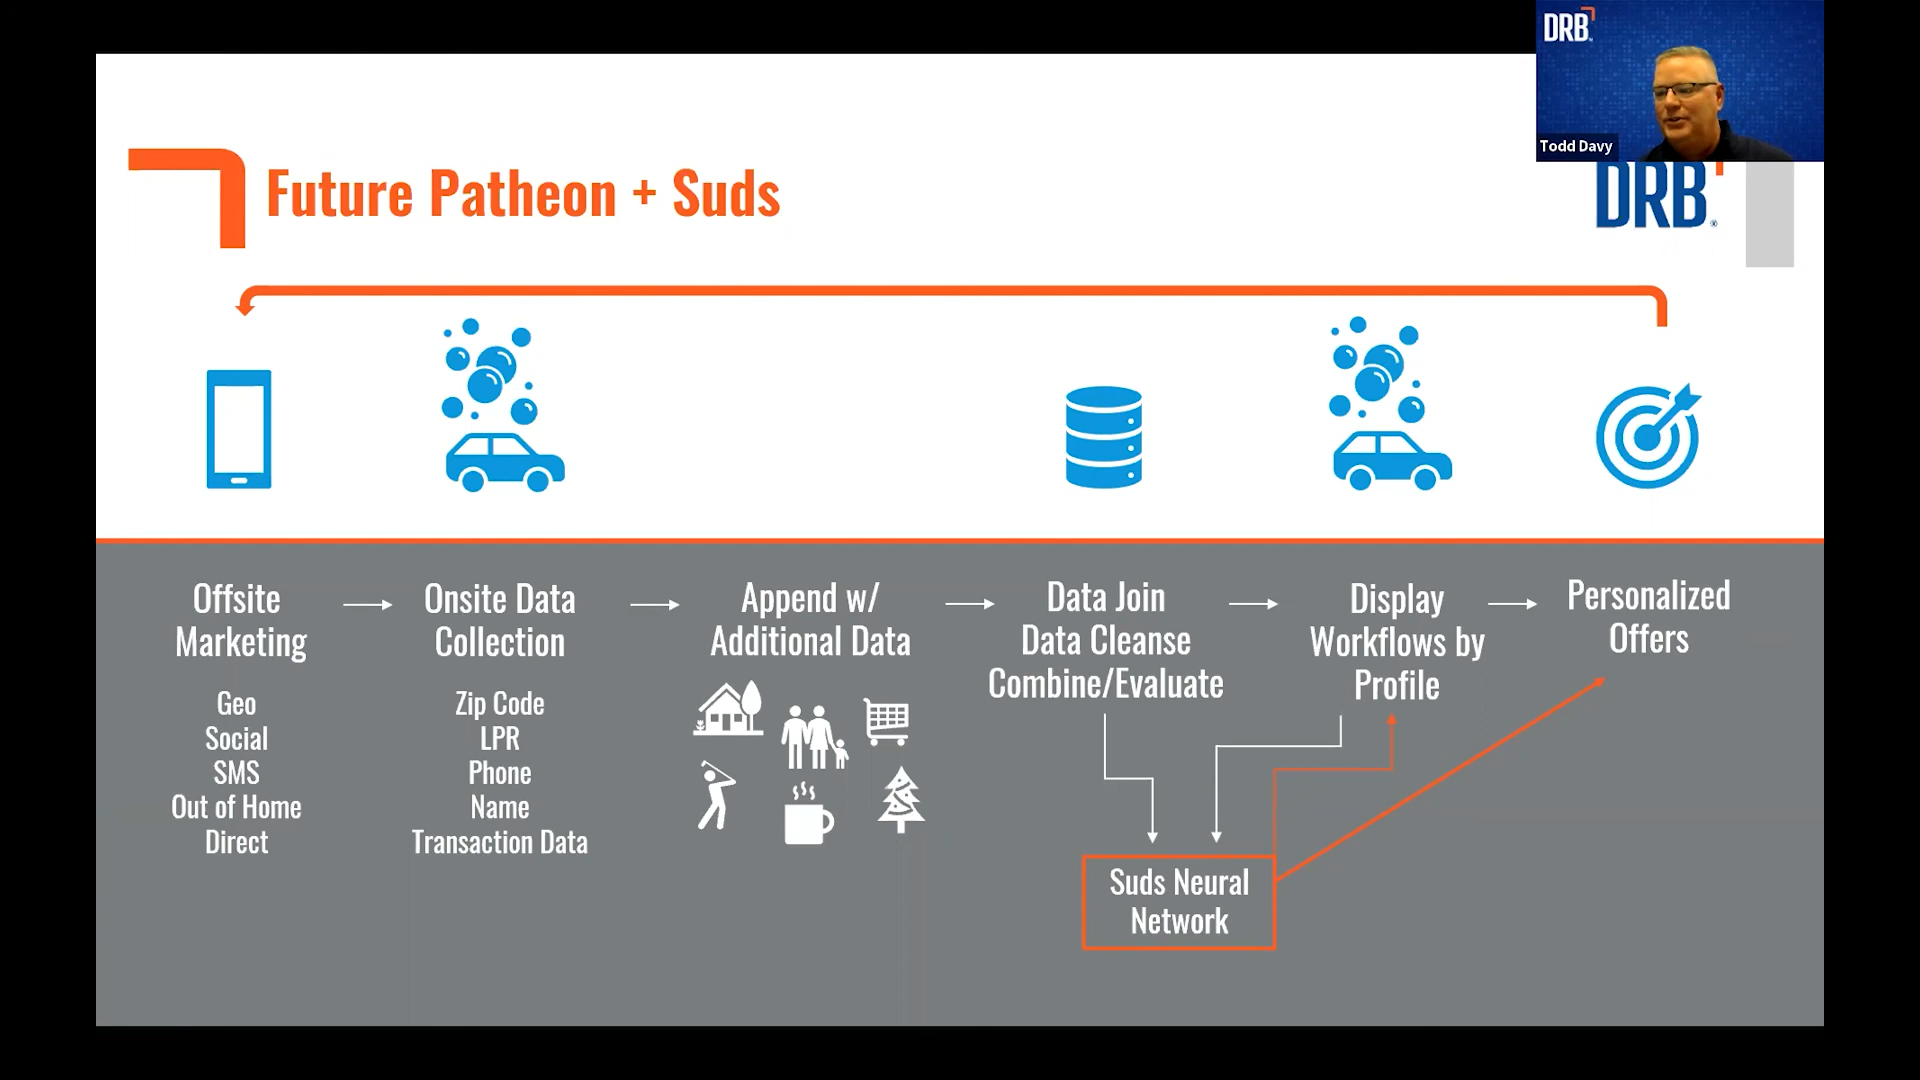 DRB
Todd Davy
Future Patheon + Suds
DRB®
Offsite
Marketing
Geo
Social
SMS
Out of Home
Direct
Onsite Data
Collection
Zip Code
LPR
Phone
Name
Transaction Data
Append w/
Additional Data
Data Join
Data Cleanse
Combine/Evaluate
Display
Workflows by
Profile
Personalized
Offers
Suds Neural
Network